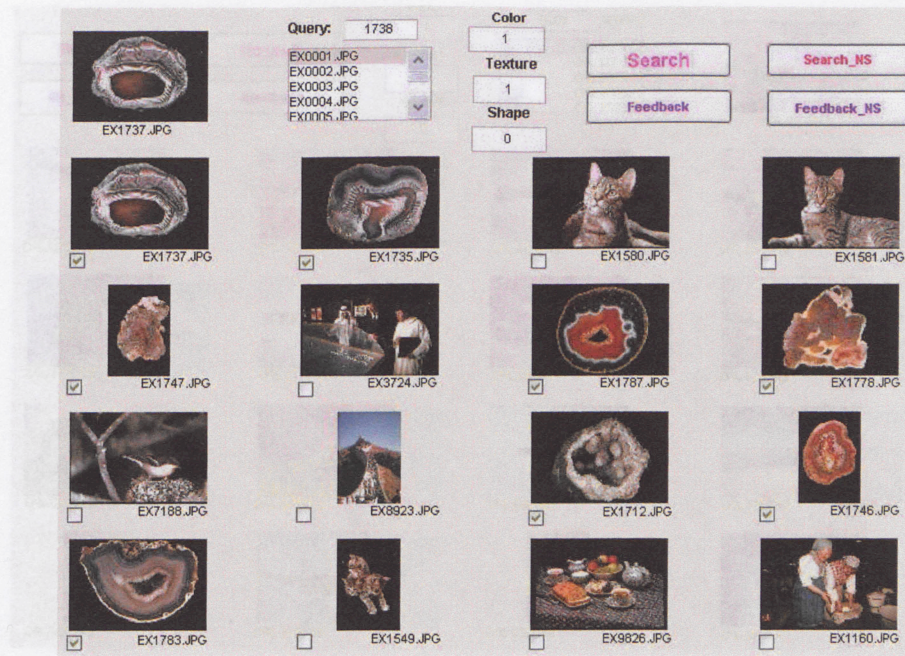 Query: 1738
EX0001.JPG
EX0002.JPG
EX0003.JPG
EX0004.JPG
EX0005.JPG
Color
1
Texture
1
Shape
0
Search
Search_NS
Feedback
Feedback_NS
EX1737.JPG
EX1737.JPG EX1735.JPG EX1580.JPG EX1581.JPG
EX1747.JPG EX3724.JPG EX1787.JPG EX1778.JPG
EX7188.JPG EX8923.JPG EX1712.JPG EX1746.JPG
EX1783.JPG EX1549.JPG EX9826.JPG EX1160.JPG